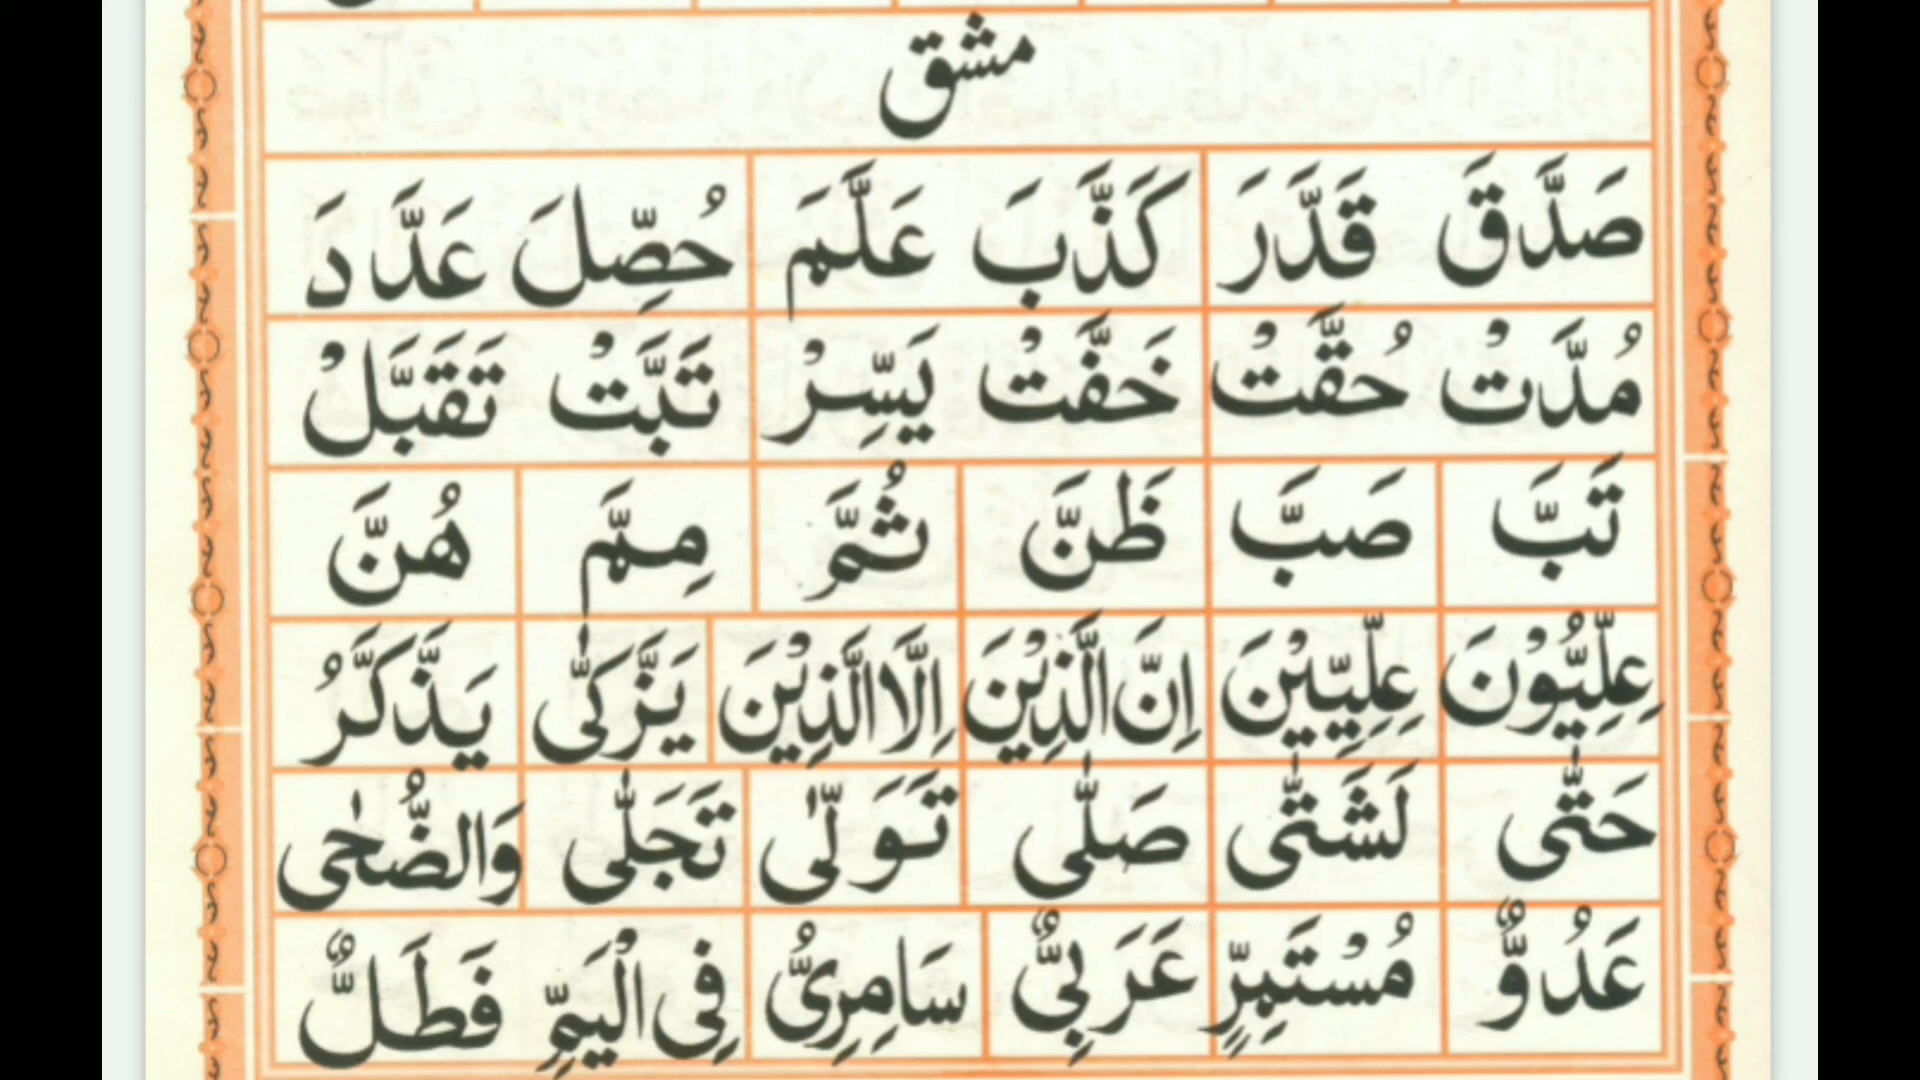 مشق
صَدَّقَ قَدَّرَ كَذَّبَ عَلَّمَ حُصِّلَ عَدَّدَ
مُدَّتْ حُقَّتْ خَفَّتْ يَسِّرْ تَبَّتْ تَقَبَّلْ
تَبَّ صَبَّ ظَنَّ ثُمَّ مِمَّ هُنَّ
عِلِّيُّوْنَ عِلِّيِّيْنَ اِنَّ الَّذِيْنَ اِلَّا الَّذِيْنَ يَزَّكّٰى يَذَّكَّرُ
حَتّٰى لَشَتّٰى صَلّٰى تَوَلّٰى تَجَلّٰى وَالضُّحٰى
عَدُوٌّ مُسْتَمِرٍّ عَرَبِيٌّ سَامِرِيُّ فِى الْيَمِّ فَطَلٌّ